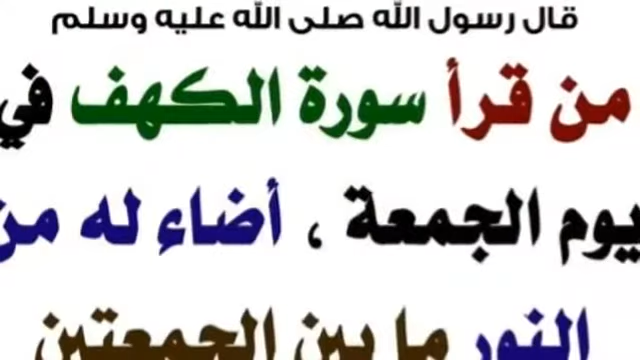 قال رسول الله صلى الله عليه وسلم
من قرأ سورة الكهف في
يوم الجمعة ، أضاء له من
النور ما بين الجمعتين